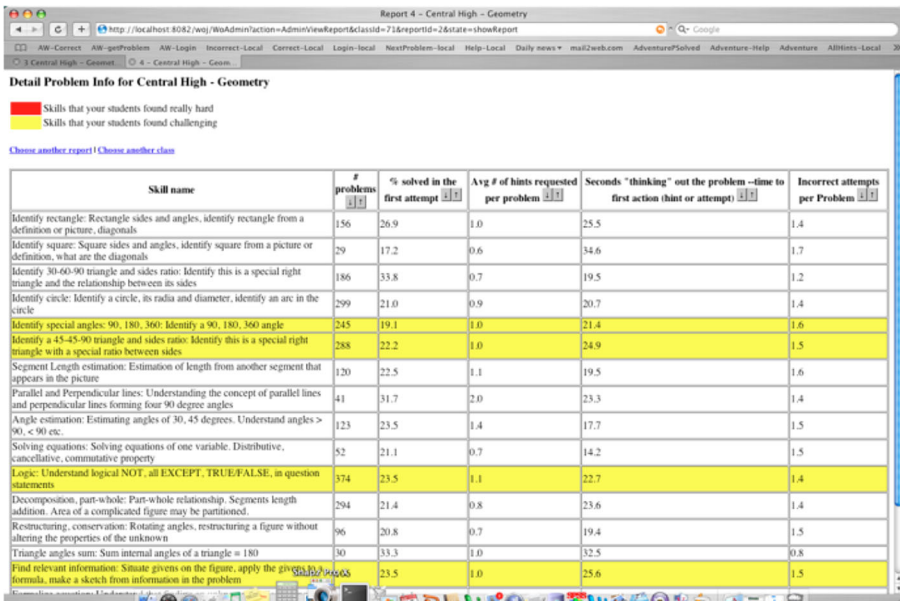 Report 4 - Central High - Geometry
http://localhost:8082/woj/WoAdmin?action=AdminViewReport&classId=71&reportId=2&state=showReport
Google
AW-Correct AW-getProblem AW-Login Incorrect-Local Correct-Local Login-local NextProblem-local Help-Local Daily news mail2web.com AdventurePSolved Adventure-Help Adventure AllHints-Local
3 Central High - Geomet... 4 - Central High - Geom...
Detail Problem Info for Central High - Geometry
Skills that your students found really hard
Skills that your students found challenging
Choose another report | Choose another class
Skill name
# problems
% solved in the first attempt
Avg # of hints requested per problem
Seconds "thinking" out the problem --time to first action (hint or attempt)
Incorrect attempts per Problem
Identify rectangle: Rectangle sides and angles, identify rectangle from a
definition or picture, diagonals
156 26.9 1.0 25.5 1.4
Identify square: Square sides and angles, identify square from a picture or
definition, what are the diagonals
29 17.2 0.6 34.6 1.7
Identify 30-60-90 triangle and sides ratio: Identify this is a special right
triangle and the relationship between its sides
186 33.8 0.7 19.5 1.2
Identify circle: Identify a circle, its radia and diameter, identify an arc in the
circle
299 21.0 0.9 20.7 1.4
Identify special angles: 90, 180, 360: Identify a 90, 180, 360 angle
245 19.1 1.0 21.4 1.6
Identify a 45-45-90 triangle and sides ratio: Identify this is a special right
triangle with a special ratio between sides
288 22.2 1.0 24.9 1.5
Segment Length estimation: Estimation of length from another segment that
appears in the picture
120 22.5 1.1 19.5 1.6
Parallel and Perpendicular lines: Understanding the concept of parallel lines
and perpendicular lines forming four 90 degree angles
41 31.7 2.0 23.3 1.4
Angle estimation: Estimating angles of 30, 45 degrees. Understand angles >
90, < 90 etc.
123 23.5 1.4 17.7 1.5
Solving equations: Solving equations of one variable. Distributive,
cancellative, commutative property
52 21.1 0.7 14.2 1.5
Logic: Understand logical NOT, all EXCEPT, TRUE/FALSE, in question
statements
374 23.5 1.1 22.7 1.4
Decomposition, part-whole: Part-whole relationship. Segments length
addition. Area of a complicated figure may be partitioned.
294 21.4 0.8 23.6 1.4
Restructuring, conservation: Rotating angles, restructuring a figure without
altering the properties of the unknown
96 20.8 0.7 19.4 1.5
Triangle angles sum: Sum internal angles of a triangle = 180
30 33.3 1.0 32.5 0.8
Find relevant information: Situate givens on the figure, apply the givens to a
formula, make a sketch from information in the problem
23.5 1.0 25.6 1.5